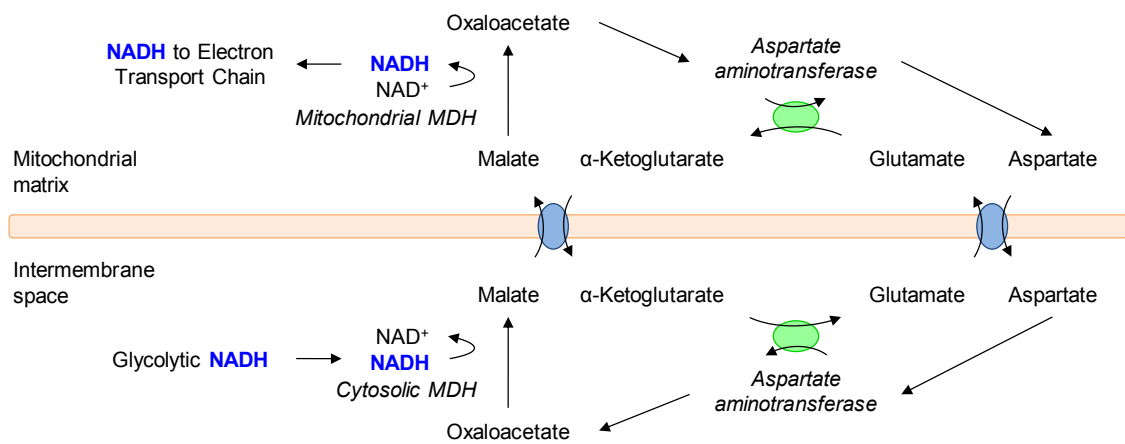 Oxaloacetate
NADH to Electron
Transport Chain
NADH
NAD⁺
Mitochondrial MDH
Aspartate
aminotransferase
Mitochondrial
matrix
Malate
α-Ketoglutarate
Glutamate
Aspartate
Intermembrane
space
Malate
α-Ketoglutarate
Glutamate
Aspartate
Glycolytic NADH
NAD⁺
NADH
Cytosolic MDH
Aspartate
aminotransferase
Oxaloacetate